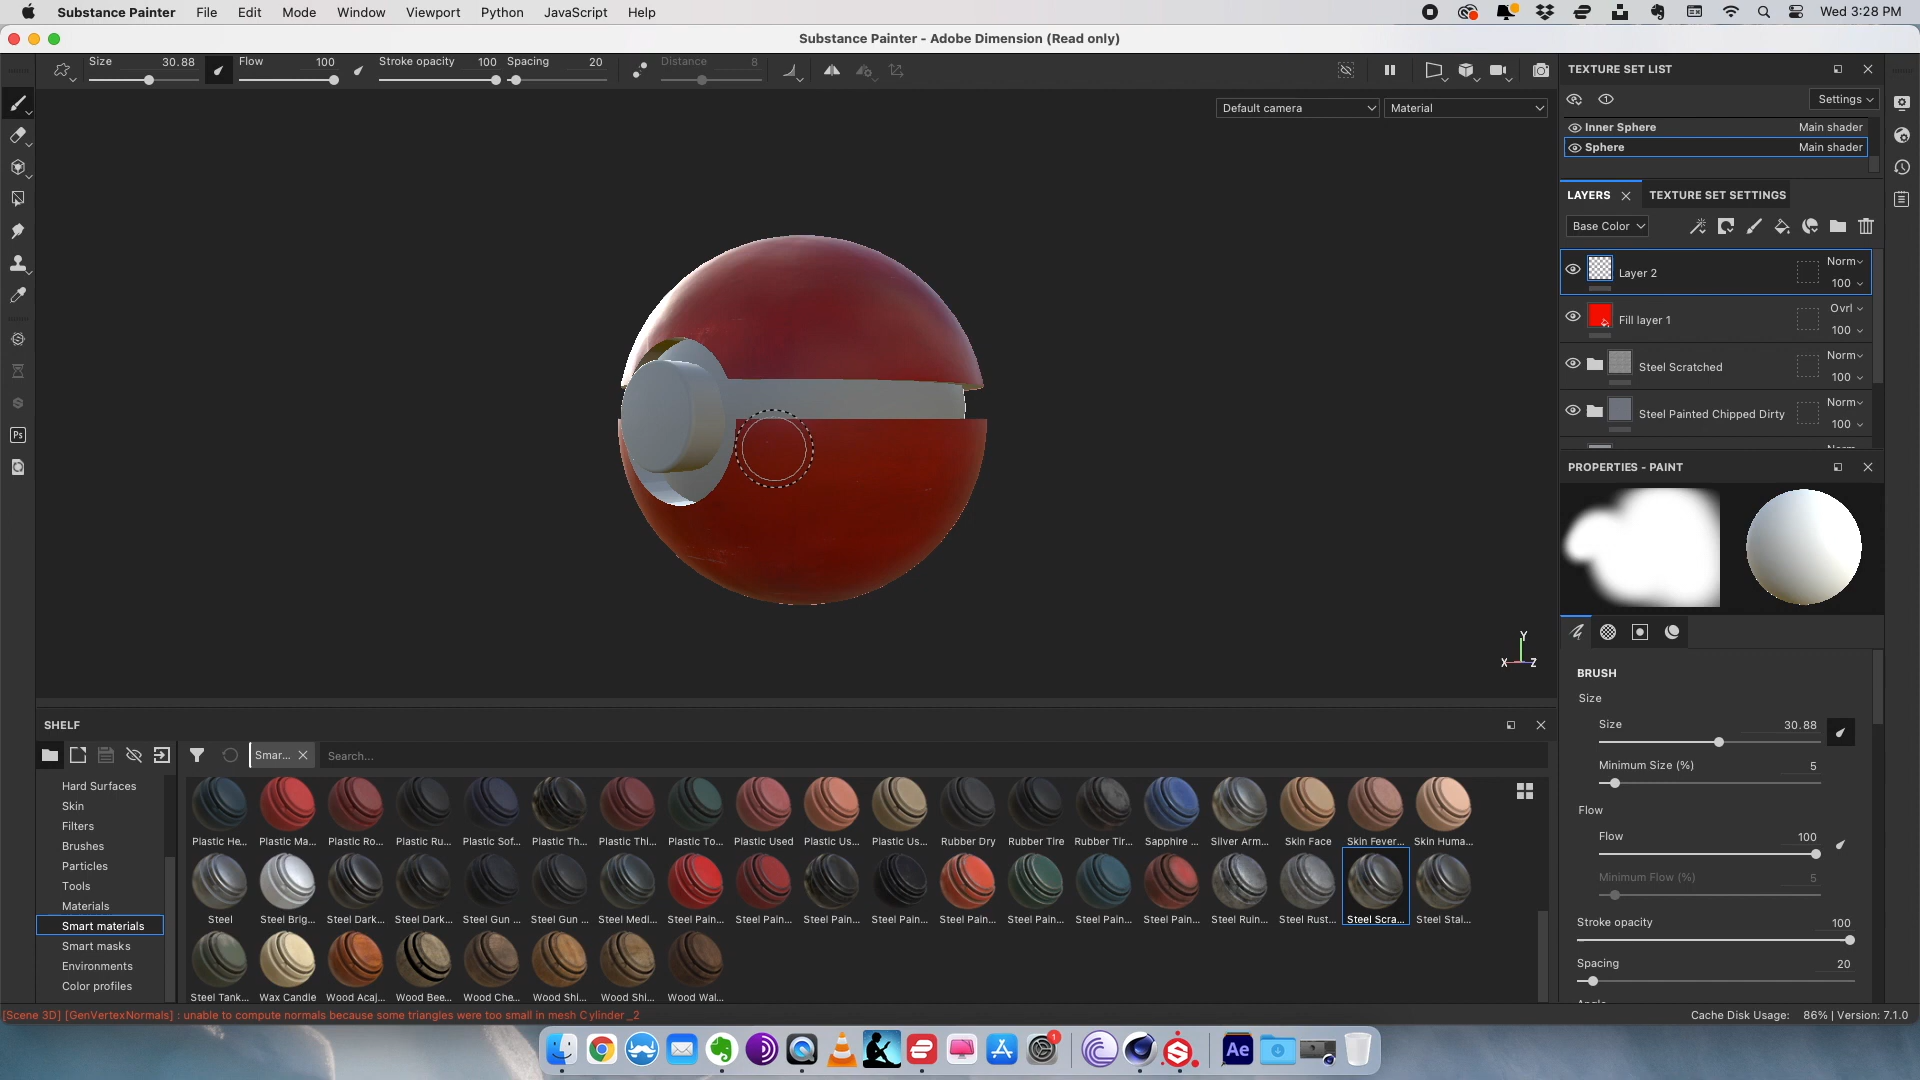 Substance Painter File Edit Mode Window Viewport Python JavaScript Help Wed 3:28 PM
Substance Painter - Adobe Dimension (Read only)
Size 30.88 Flow 100 Stroke opacity 100 Spacing 20 Distance 8
TEXTURE SET LIST
Settings
Default camera Material
Inner Sphere Main shader
Sphere Main shader
LAYERS TEXTURE SET SETTINGS
Base Color
Layer 2 Norm 100
Fill layer 1 Ovrl 100
Steel Scratched Norm 100
Steel Painted Chipped Dirty Norm 100
PROPERTIES - PAINT
Y
X Z
BRUSH
Size
Size 30.88
Minimum Size (%) 5
Flow
Flow 100
Minimum Flow (%) 5
Stroke opacity 100
Spacing 20
SHELF
Smar... Search...
Hard Surfaces
Skin
Filters
Brushes
Particles
Tools
Materials
Smart materials
Smart masks
Environments
Color profiles
Plastic He... Plastic Ma... Plastic Ro... Plastic Ru... Plastic Sof... Plastic Th... Plastic Thi... Plastic To... Plastic Used Plastic Us... Plastic Us... Rubber Dry Rubber Tire Rubber Tir... Sapphire ... Silver Arm... Skin Face Skin Fever... Skin Huma...
Steel Steel Brig... Steel Dark... Steel Dark... Steel Gun ... Steel Gun ... Steel Medi... Steel Pain... Steel Pain... Steel Pain... Steel Pain... Steel Pain... Steel Pain... Steel Pain... Steel Pain... Steel Ruin... Steel Rust... Steel Scra... Steel Stai...
Steel Tank... Wax Candle Wood Acaj... Wood Bee... Wood Che... Wood Shi... Wood Shi... Wood Wal...
[Scene 3D] [GenVertexNormals] : unable to compute normals because some triangles were too small in mesh Cylinder_2
Cache Disk Usage: 86% | Version: 7.1.0
Ps
1
Ae